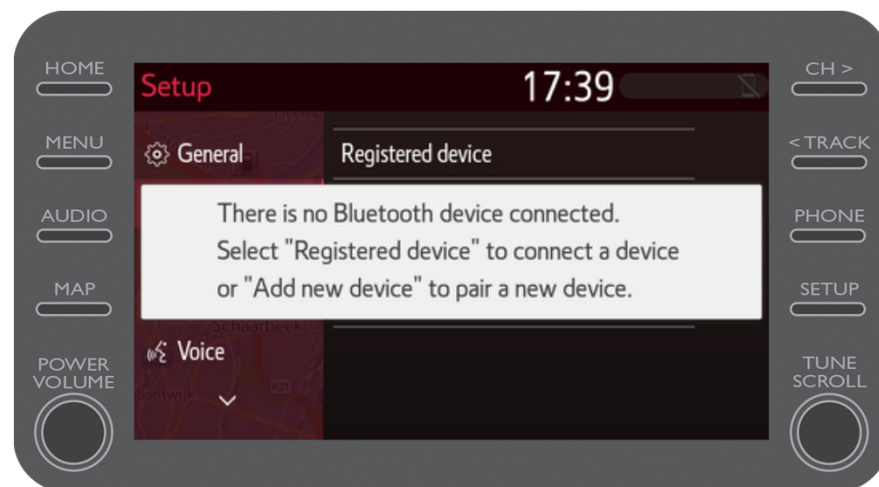 HOME
MENU
AUDIO
MAP
POWER
VOLUME
Setup
17:39
General
Registered device
There is no Bluetooth device connected.
Select "Registered device" to connect a device
or "Add new device" to pair a new device.
Schaarbeek
Voice
R21
CH >
< TRACK
PHONE
SETUP
TUNE
SCROLL